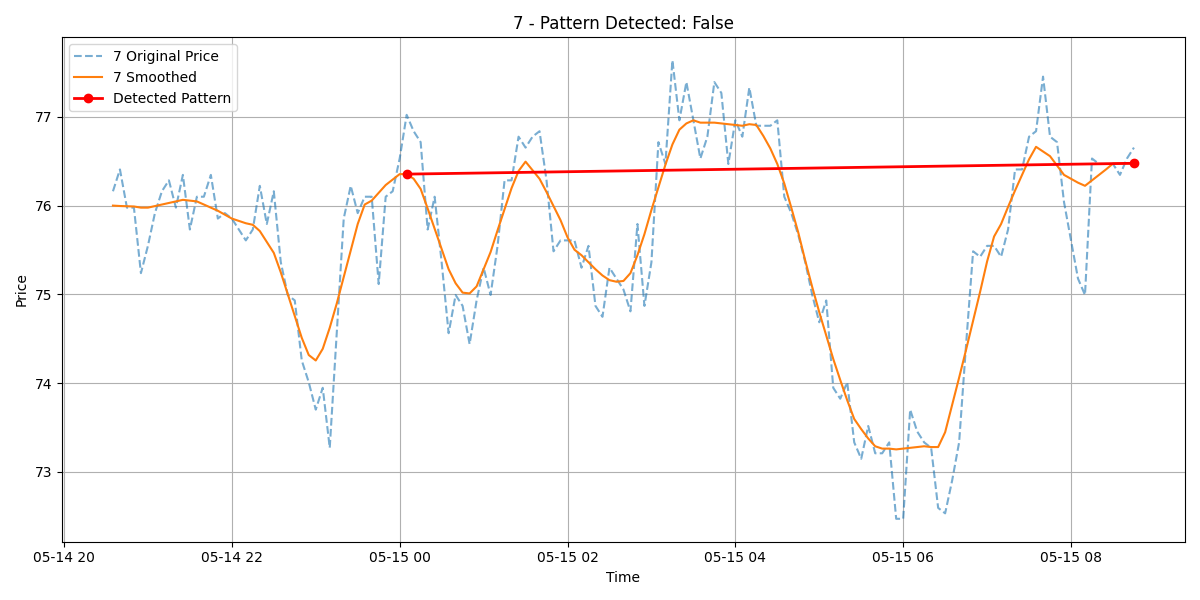 7 - Pattern Detected: False
7 Original Price
7 Smoothed
Detected Pattern
Price
77
76
75
74
73
05-14 20
05-14 22
05-15 00
05-15 02
05-15 04
05-15 06
05-15 08
Time